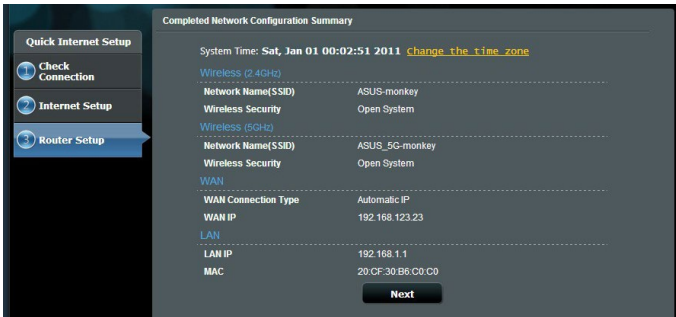 Completed Network Configuration Summary
Quick Internet Setup
1 Check Connection
2 Internet Setup
3 Router Setup
System Time: Sat, Jan 01 00:02:51 2011 Change the time zone
Wireless (2.4GHz)
Network Name(SSID) ASUS-monkey
Wireless Security Open System
Wireless (5GHz)
Network Name(SSID) ASUS_5G-monkey
Wireless Security Open System
WAN
WAN Connection Type Automatic IP
WAN IP 192.168.123.23
LAN
LAN IP 192.168.1.1
MAC 20:CF:30:B6:C0:C0
Next